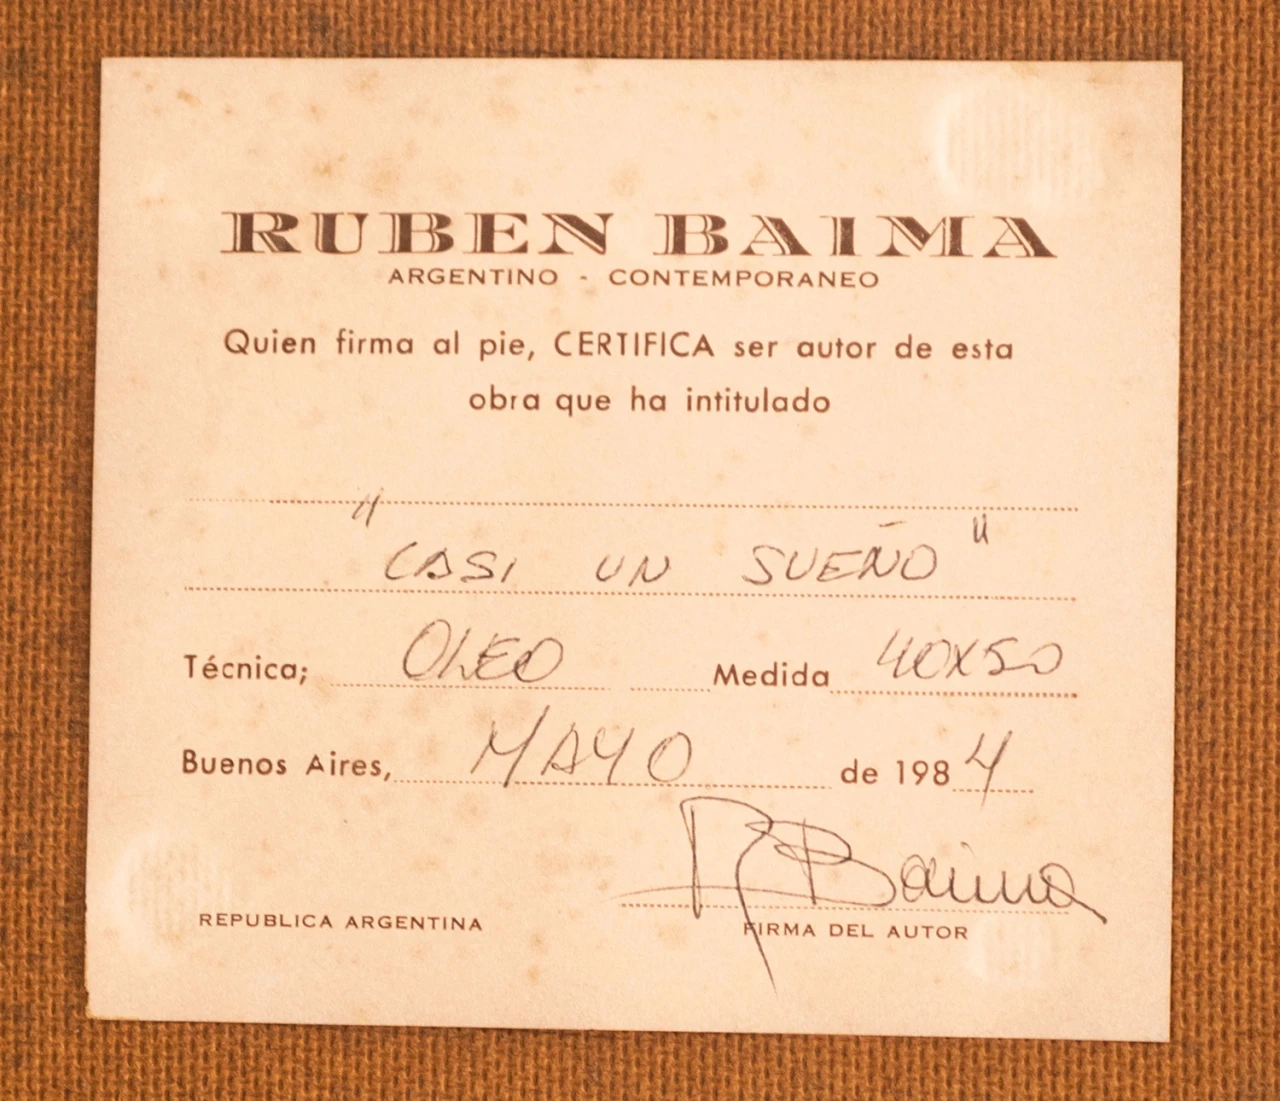 RUBEN BAIMA
ARGENTINO - CONTEMPORANEO
Quien firma al pie, CERTIFICA ser autor de esta
obra que ha intitulado
"CASI UN SUEÑO"
Técnica; OLEO Medida 40X50
Buenos Aires, MAYO de 1984
R Baima
REPUBLICA ARGENTINA FIRMA DEL AUTOR